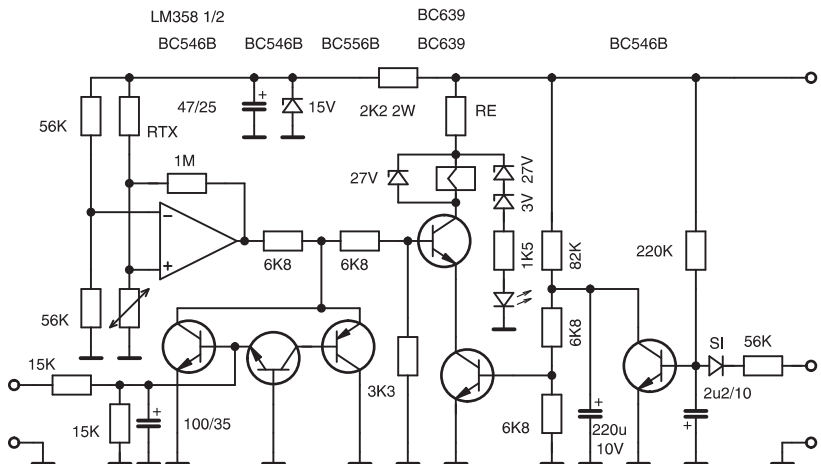 LM358 1/2
BC639
BC546B
BC546B
BC556B
BC639
BC546B
47/25
+
15V
2K2 2W
RE
56K
RTX
1M
27V
27V
3V
−
+
6K8
6K8
1K5
82K
220K
56K
6K8
SI
56K
15K
3K3
2u2/10
+
100/35
15K
6K8
+
220u
10V
+